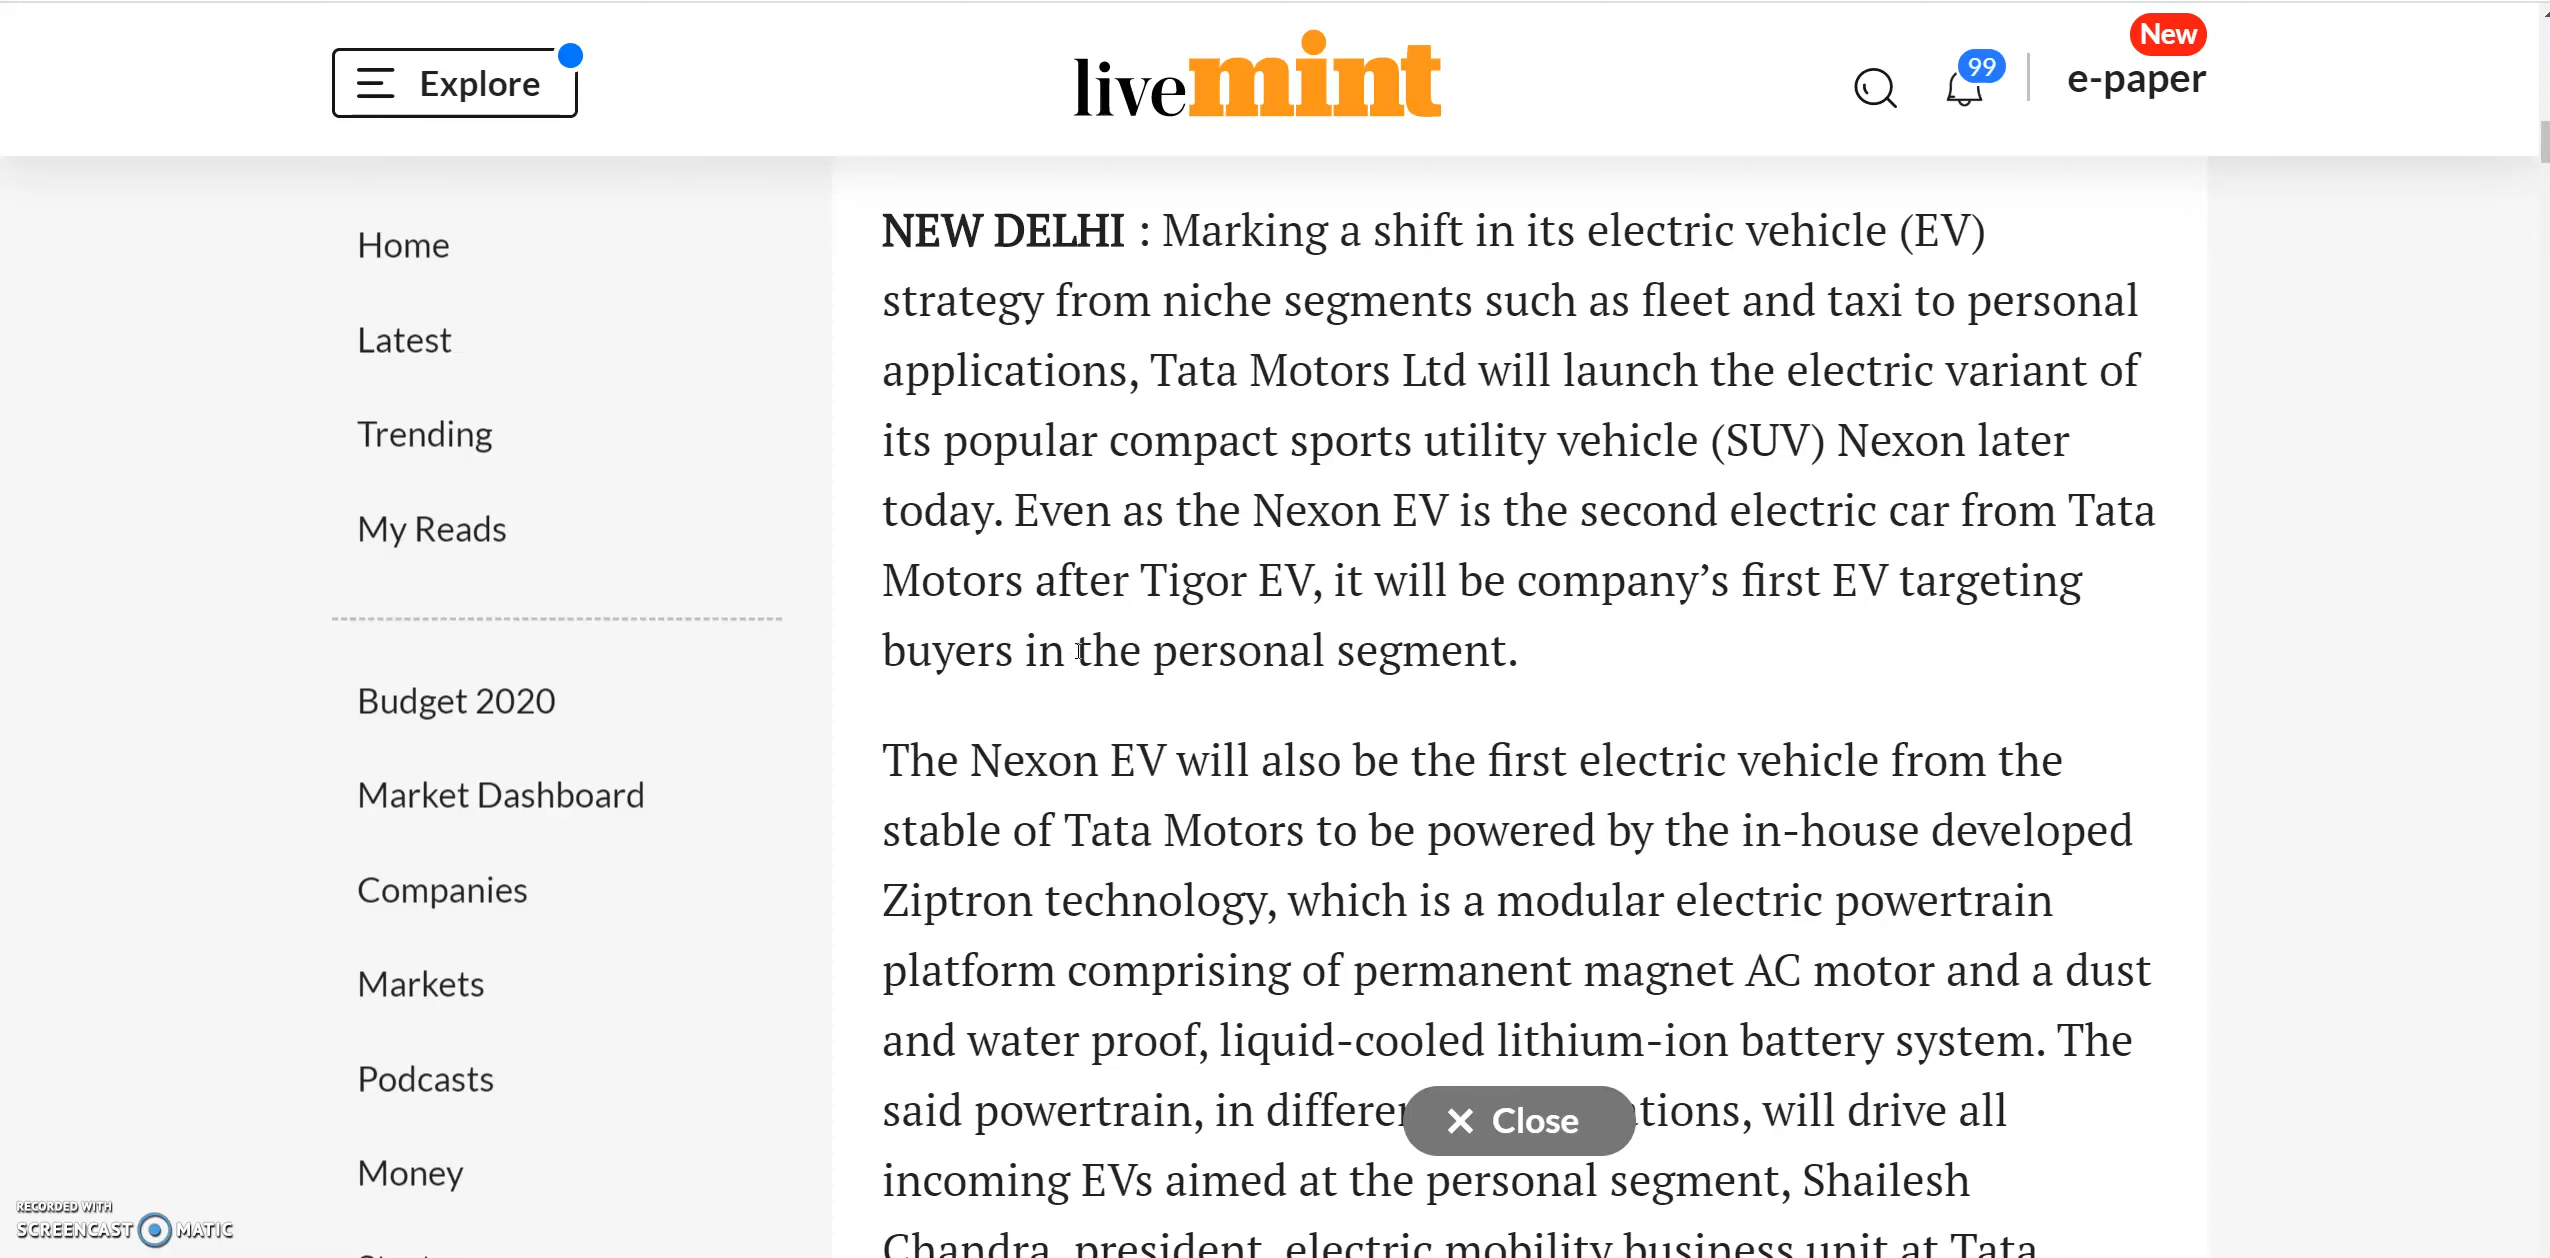 Explore
livemint
99
New
e-paper
Home
Latest
Trending
My Reads
Budget 2020
Market Dashboard
Companies
Markets
Podcasts
Money
NEW DELHI : Marking a shift in its electric vehicle (EV)
strategy from niche segments such as fleet and taxi to personal
applications, Tata Motors Ltd will launch the electric variant of
its popular compact sports utility vehicle (SUV) Nexon later
today. Even as the Nexon EV is the second electric car from Tata
Motors after Tigor EV, it will be company’s first EV targeting
buyers in the personal segment.
The Nexon EV will also be the first electric vehicle from the
stable of Tata Motors to be powered by the in-house developed
Ziptron technology, which is a modular electric powertrain
platform comprising of permanent magnet AC motor and a dust
and water proof, liquid-cooled lithium-ion battery system. The
said powertrain, in will drive all
incoming EVs aimed at the personal segment, Shailesh
Chandra, president, electric mobility business unit at Tata
Close
RECORDED WITH
SCREENCAST MATIC